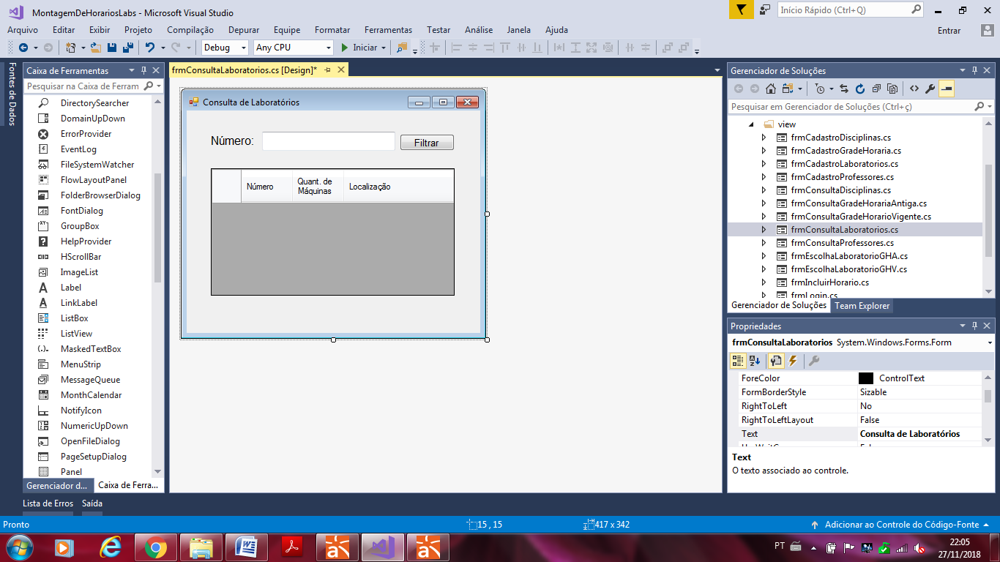 MontagemDeHorariosLabs - Microsoft Visual Studio
Início Rápido (Ctrl+Q)
Arquivo Editar Exibir Projeto Compilação Depurar Equipe Formatar Ferramentas Testar Análise Janela Ajuda
Entrar
Debug Any CPU Iniciar
Fontes de Dados
Caixa de Ferramentas
Pesquisar na Caixa de Ferram
DirectorySearcher
DomainUpDown
ErrorProvider
EventLog
FileSystemWatcher
FlowLayoutPanel
FolderBrowserDialog
FontDialog
GroupBox
HelpProvider
HScrollBar
ImageList
Label
LinkLabel
ListBox
ListView
MaskedTextBox
MenuStrip
MessageQueue
MonthCalendar
NotifyIcon
NumericUpDown
OpenFileDialog
PageSetupDialog
Panel
Gerenciador d... Caixa de Ferra...
Lista de Erros Saída
frmConsultaLaboratorios.cs [Design]*
Consulta de Laboratórios
Número:
Filtrar
Número
Quant. de
Máquinas
Localização
Gerenciador de Soluções
Pesquisar em Gerenciador de Soluções (Ctrl+ç)
view
frmCadastroDisciplinas.cs
frmCadastroGradeHoraria.cs
frmCadastroLaboratorios.cs
frmCadastroProfessores.cs
frmConsultaDisciplinas.cs
frmConsultaGradeHorariaAntiga.cs
frmConsultaGradeHorarioVigente.cs
frmConsultaLaboratorios.cs
frmConsultaProfessores.cs
frmEscolhaLaboratorioGHA.cs
frmEscolhaLaboratorioGHV.cs
frmIncluirHorario.cs
frmLogin.cs
Gerenciador de Soluções Team Explorer
Propriedades
frmConsultaLaboratorios System.Windows.Forms.Form
ForeColor ControlText
FormBorderStyle Sizable
RightToLeft No
RightToLeftLayout False
Text Consulta de Laboratórios
Text
O texto associado ao controle.
Pronto
15 , 15
417 x 342
Adicionar ao Controle do Código-Fonte
PT
22:05
27/11/2018